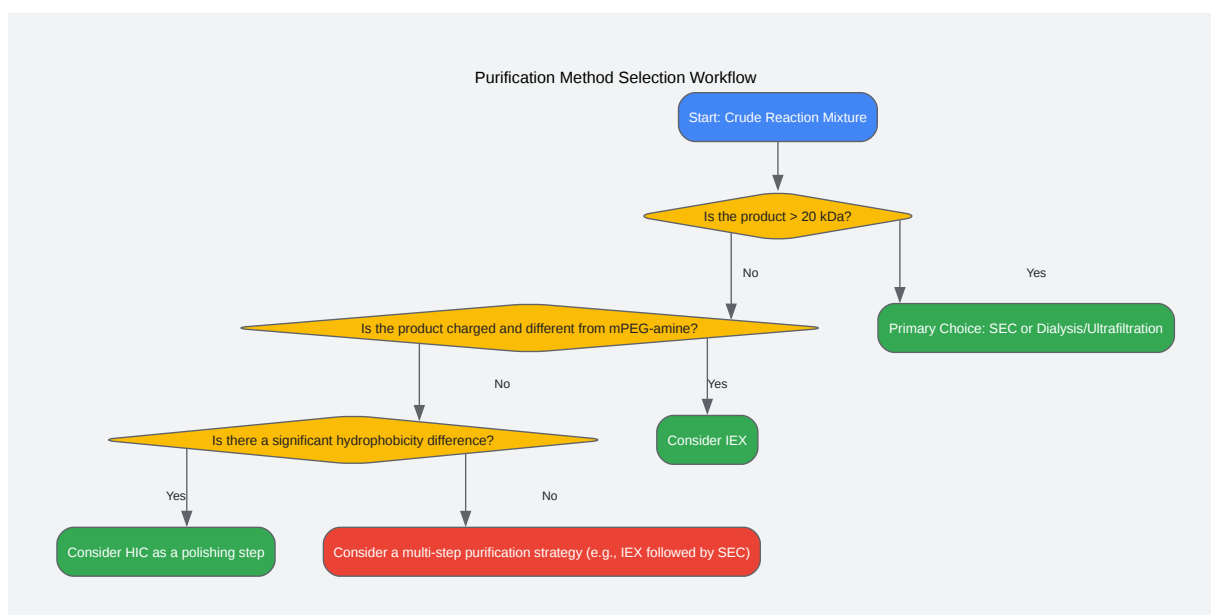 Purification Method Selection Workflow
Start: Crude Reaction Mixture
Is the product > 20 kDa?
No
Yes
Is the product charged and different from mPEG-amine?
Primary Choice: SEC or Dialysis/Ultrafiltration
No
Yes
Is there a significant hydrophobicity difference?
Consider IEX
Yes
No
Consider HIC as a polishing step
Consider a multi-step purification strategy (e.g., IEX followed by SEC)